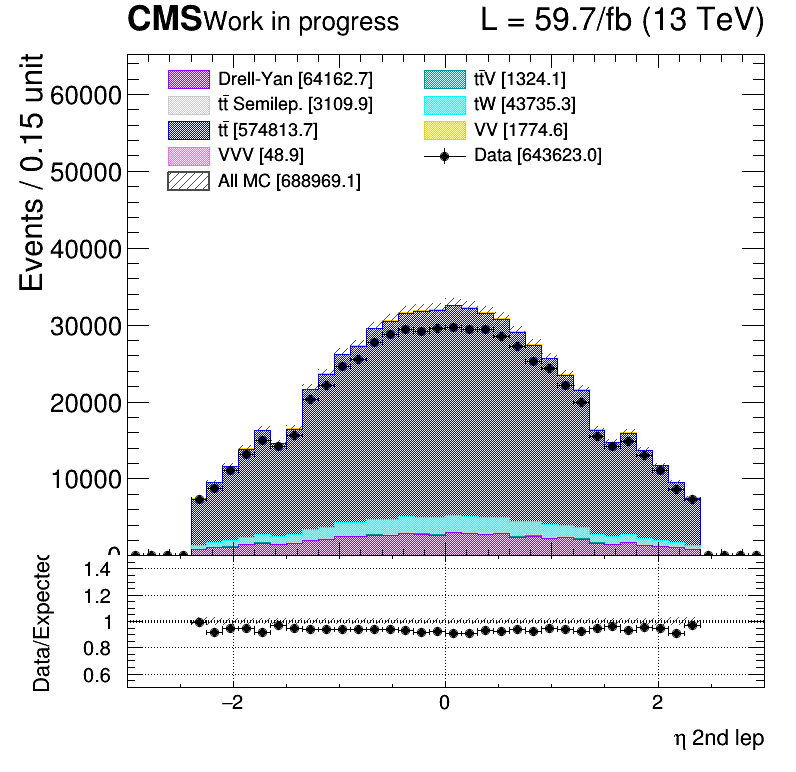 CMS Work in progress L = 59.7/fb (13 TeV)
Events / 0.15 unit
Drell-Yan [64162.7] tt̄V [1324.1]
tt̄ Semilep. [3109.9] tW [43735.3]
tt̄ [574813.7] VV [1774.6]
VVV [48.9] Data [643623.0]
All MC [688969.1]
60000
50000
40000
30000
20000
10000
0
Data/Expected
1.4
1.2
1
0.8
0.6
−2 0 2
η 2nd lep